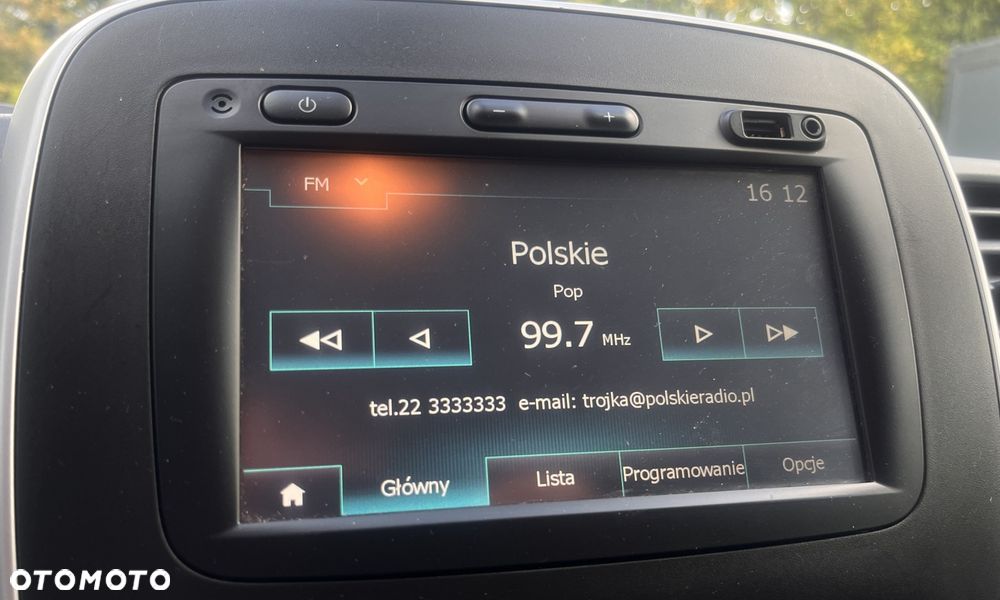 FM
16 12
Polskie
Pop
99.7 MHz
tel.22 3333333 e-mail: trojka@polskieradio.pl
Główny Lista Programowanie Opcje
OTOMOTO